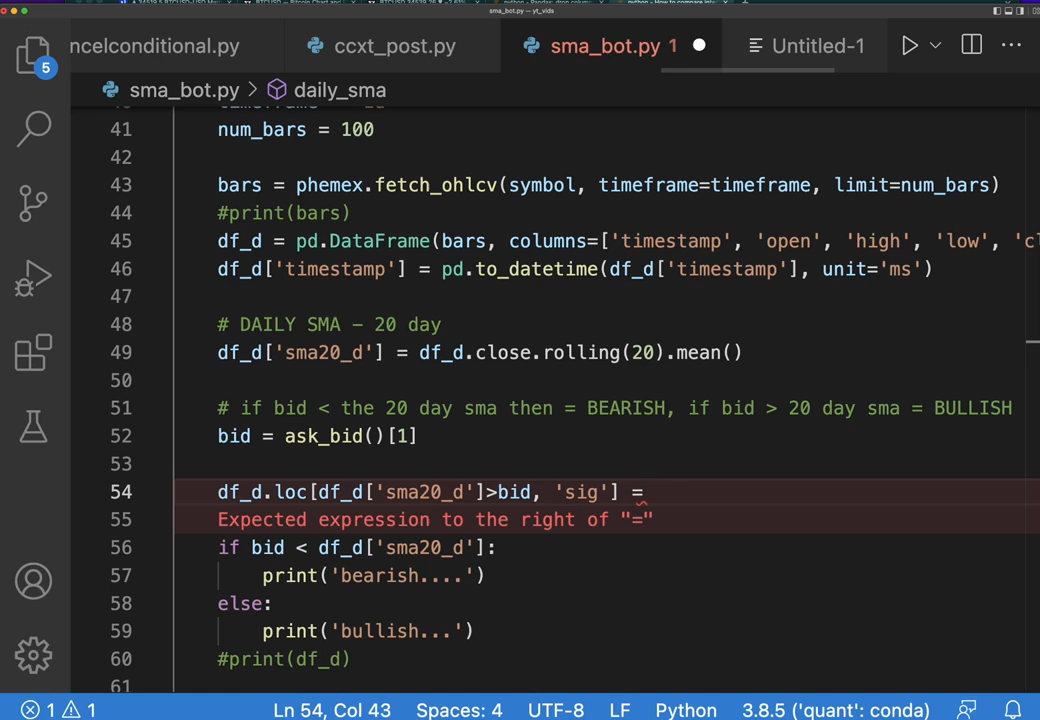 sma_bot.py — yt_vids
ncelconditional.py
ccxt_post.py
sma_bot.py 1
Untitled-1
5
sma_bot.py > daily_sma
41 num_bars = 100
42
43 bars = phemex.fetch_ohlcv(symbol, timeframe=timeframe, limit=num_bars)
44 #print(bars)
45 df_d = pd.DataFrame(bars, columns=['timestamp', 'open', 'high', 'low', 'cl
46 df_d['timestamp'] = pd.to_datetime(df_d['timestamp'], unit='ms')
47
48 # DAILY SMA - 20 day
49 df_d['sma20_d'] = df_d.close.rolling(20).mean()
50
51 # if bid < the 20 day sma then = BEARISH, if bid > 20 day sma = BULLISH
52 bid = ask_bid()[1]
53
54 df_d.loc[df_d['sma20_d']>bid, 'sig'] =
55 Expected expression to the right of "="
56 if bid < df_d['sma20_d']:
57 print('bearish....')
58 else:
59 print('bullish...')
60 #print(df_d)
61
1 1 Ln 54, Col 43 Spaces: 4 UTF-8 LF Python 3.8.5 ('quant': conda)